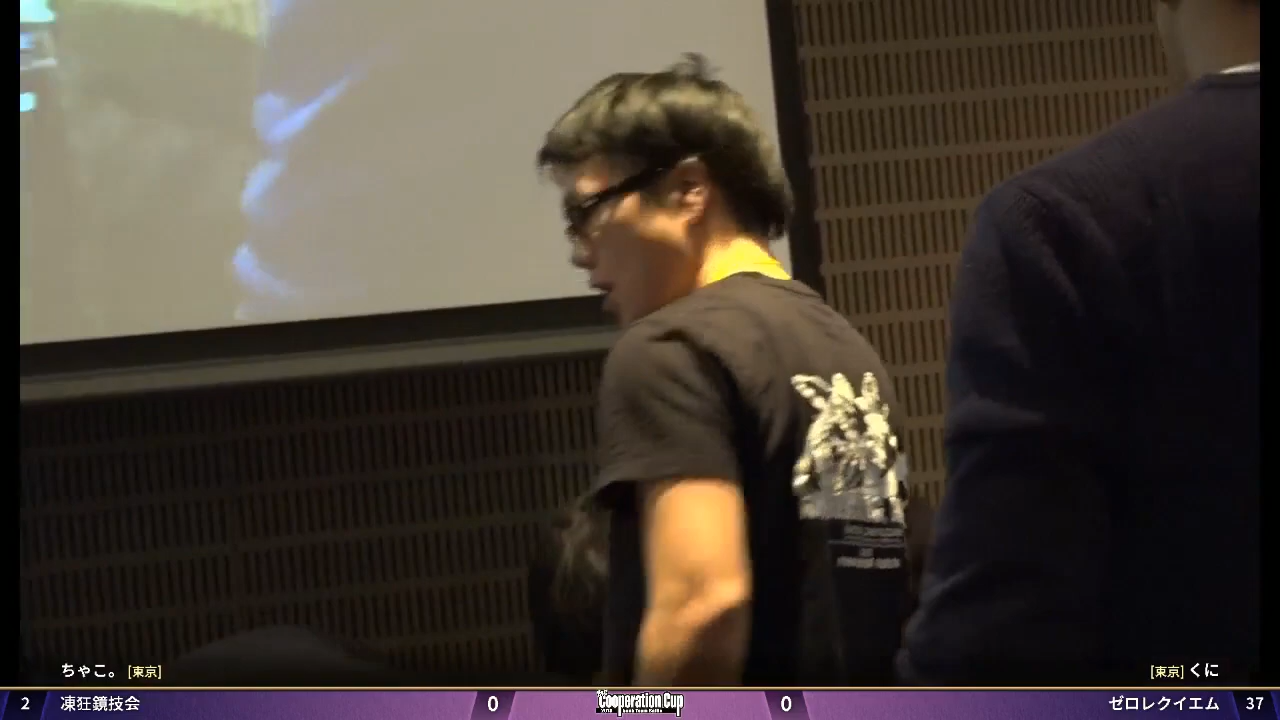 ちゃこ。 [東京]
[東京] くに
2 凍狂鏡技会 0 THE Cooperation Cup 0 ゼロレクイエム 37